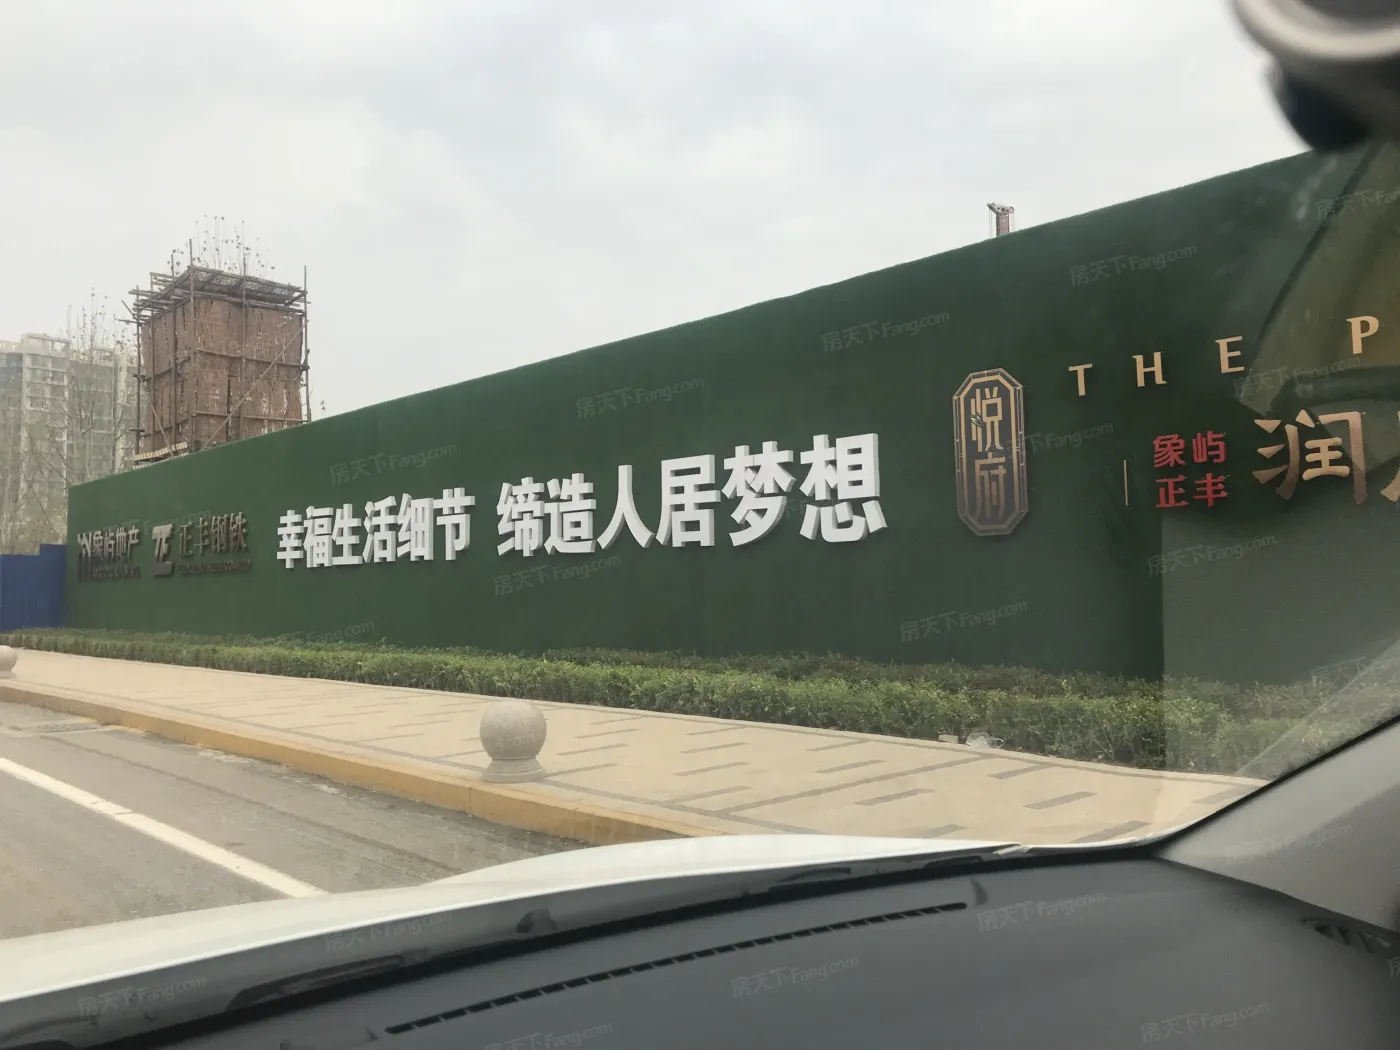 象屿地产
正丰钢铁
幸福生活细节 缔造人居梦想
悦府
THE P
象屿
正丰
润
房天下Fang.com